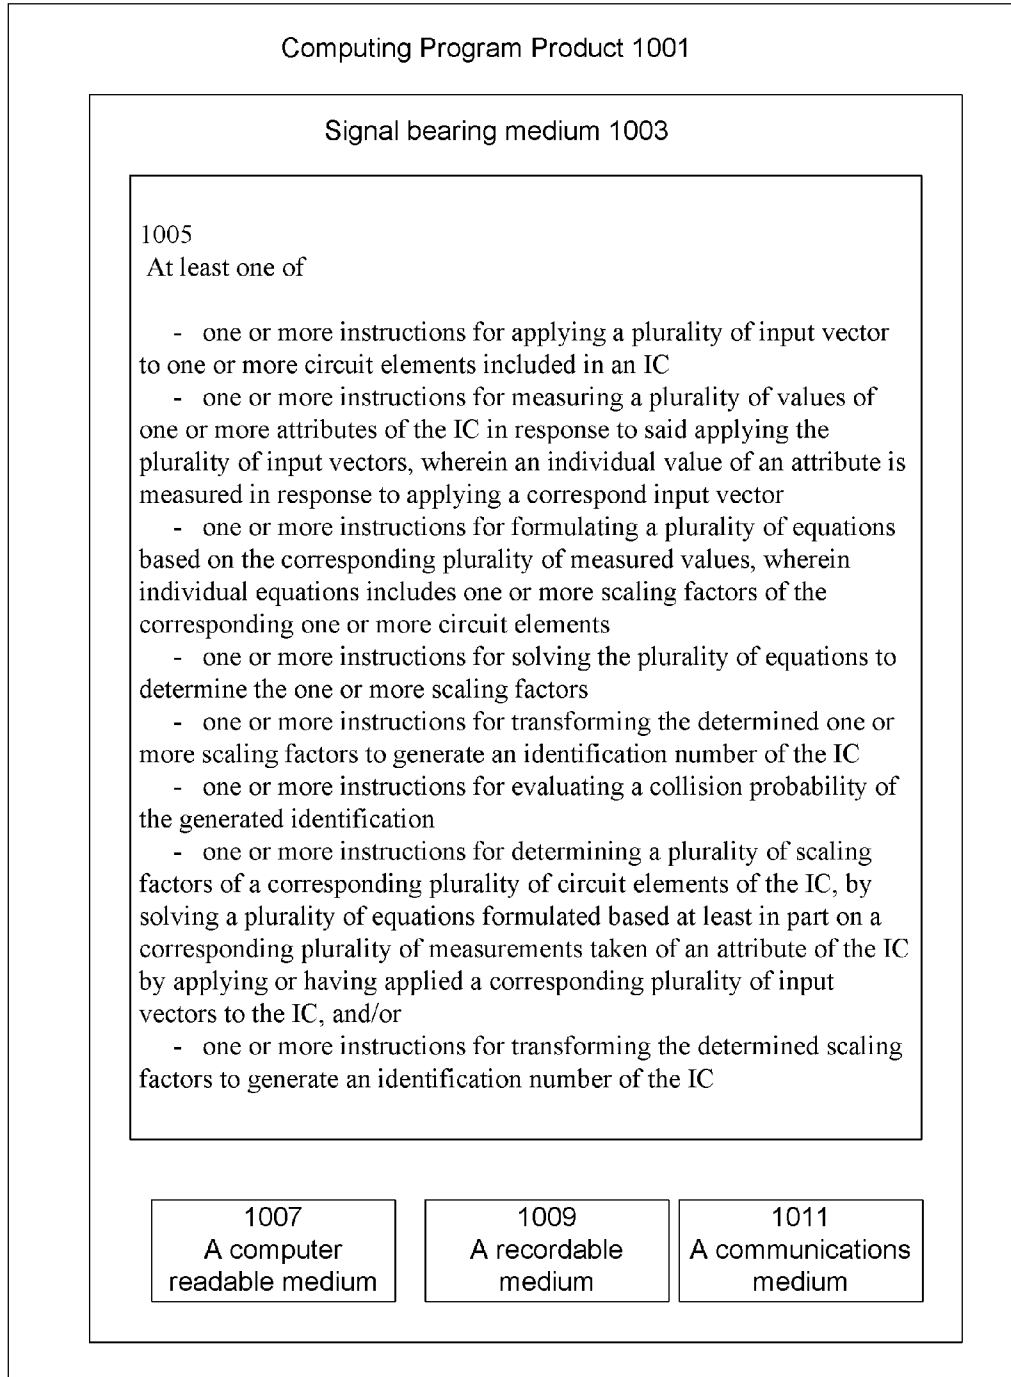 Computing Program Product 1001
Signal bearing medium 1003
1005
At least one of
- one or more instructions for applying a plurality of input vector
to one or more circuit elements included in an IC
- one or more instructions for measuring a plurality of values of
one or more attributes of the IC in response to said applying the
plurality of input vectors, wherein an individual value of an attribute is
measured in response to applying a correspond input vector
- one or more instructions for formulating a plurality of equations
based on the corresponding plurality of measured values, wherein
individual equations includes one or more scaling factors of the
corresponding one or more circuit elements
- one or more instructions for solving the plurality of equations to
determine the one or more scaling factors
- one or more instructions for transforming the determined one or
more scaling factors to generate an identification number of the IC
- one or more instructions for evaluating a collision probability of
the generated identification
- one or more instructions for determining a plurality of scaling
factors of a corresponding plurality of circuit elements of the IC, by
solving a plurality of equations formulated based at least in part on a
corresponding plurality of measurements taken of an attribute of the IC
by applying or having applied a corresponding plurality of input
vectors to the IC, and/or
- one or more instructions for transforming the determined scaling
factors to generate an identification number of the IC
1007
A computer
readable medium
1009
A recordable
medium
1011
A communications
medium